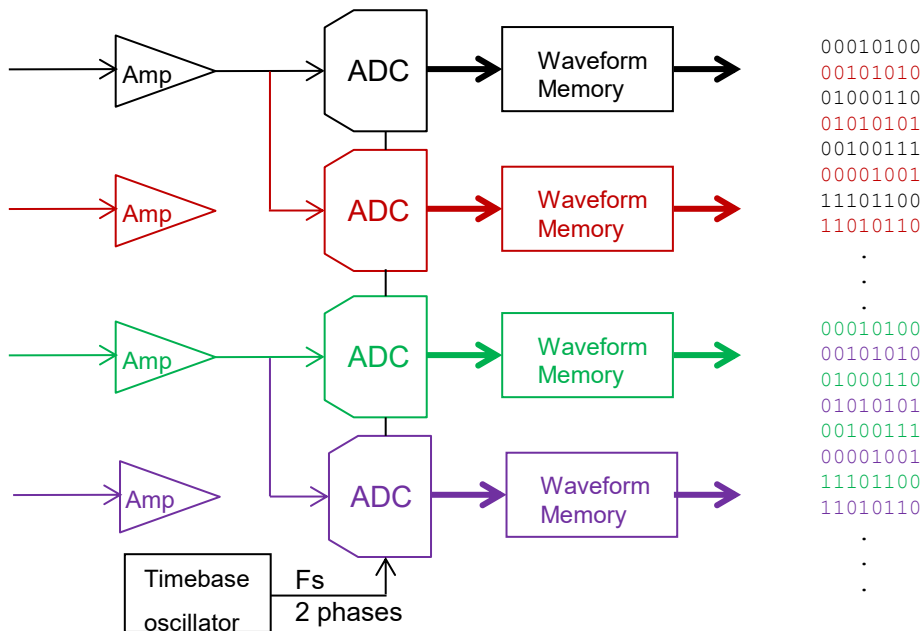 Amp
ADC
Waveform
Memory
Amp
ADC
Waveform
Memory
Amp
ADC
Waveform
Memory
Amp
ADC
Waveform
Memory
Timebase
oscillator
Fs
2 phases
00010100
00101010
01000110
01010101
00100111
00001001
11101100
11010110
.
.
.
00010100
00101010
01000110
01010101
00100111
00001001
11101100
11010110
.
.
.